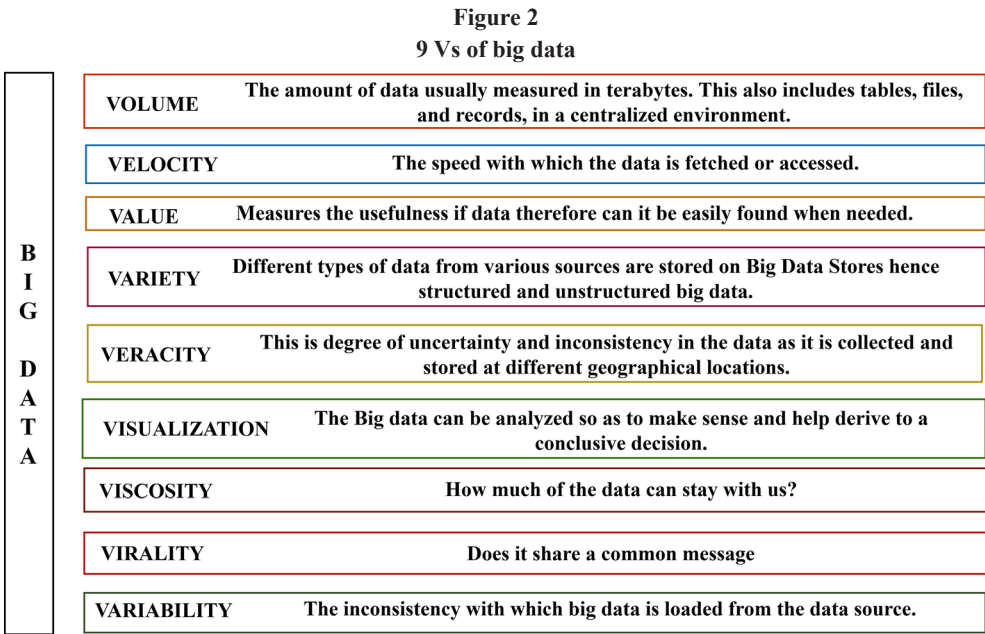 Figure 2
9 Vs of big data
BIG DATA
VOLUME
The amount of data usually measured in terabytes. This also includes tables, files,
and records, in a centralized environment.
VELOCITY
The speed with which the data is fetched or accessed.
VALUE
Measures the usefulness if data therefore can it be easily found when needed.
VARIETY
Different types of data from various sources are stored on Big Data Stores hence
structured and unstructured big data.
VERACITY
This is degree of uncertainty and inconsistency in the data as it is collected and
stored at different geographical locations.
VISUALIZATION
The Big data can be analyzed so as to make sense and help derive to a
conclusive decision.
VISCOSITY
How much of the data can stay with us?
VIRALITY
Does it share a common message
VARIABILITY
The inconsistency with which big data is loaded from the data source.